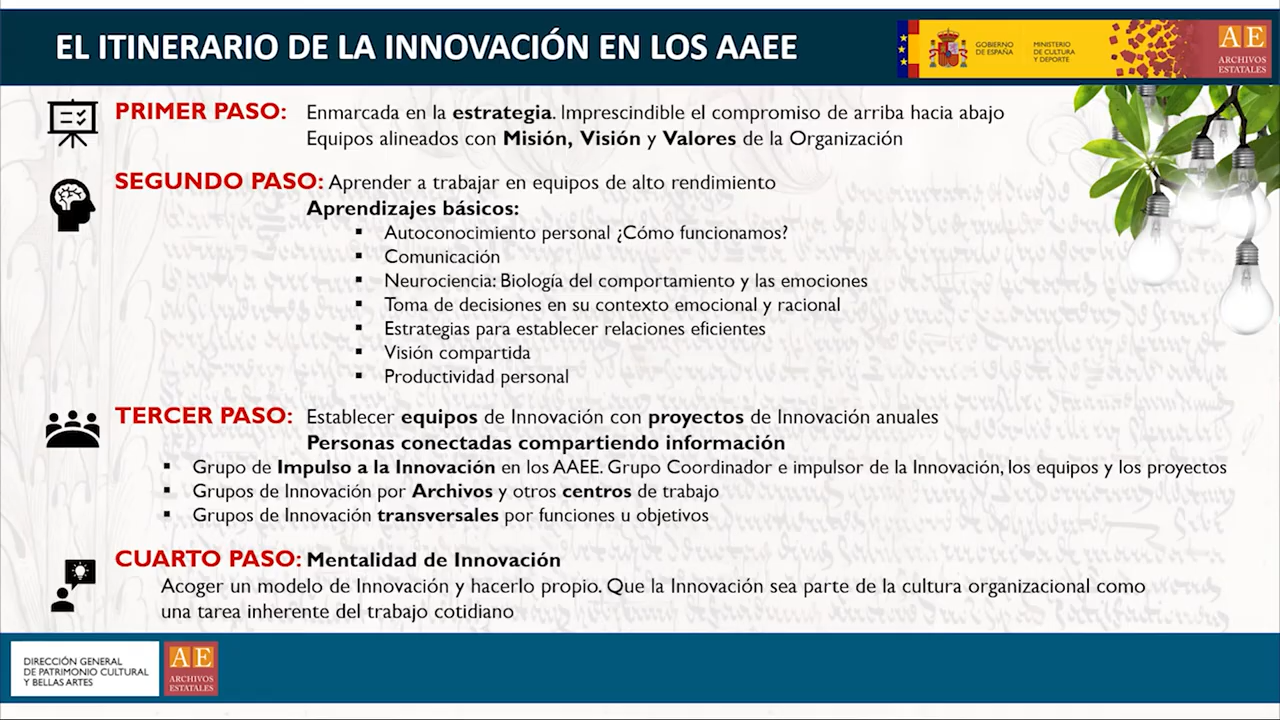 EL ITINERARIO DE LA INNOVACIÓN EN LOS AAEE
GOBIERNO
DE ESPAÑA
MINISTERIO
DE CULTURA
Y DEPORTE
AE
ARCHIVOS
ESTATALES
PRIMER PASO: Enmarcada en la estrategia. Imprescindible el compromiso de arriba hacia abajo
Equipos alineados con Misión, Visión y Valores de la Organización
SEGUNDO PASO: Aprender a trabajar en equipos de alto rendimiento
Aprendizajes básicos:
▪ Autoconocimiento personal ¿Cómo funcionamos?
▪ Comunicación
▪ Neurociencia: Biología del comportamiento y las emociones
▪ Toma de decisiones en su contexto emocional y racional
▪ Estrategias para establecer relaciones eficientes
▪ Visión compartida
▪ Productividad personal
TERCER PASO: Establecer equipos de Innovación con proyectos de Innovación anuales
Personas conectadas compartiendo información
▪ Grupo de Impulso a la Innovación en los AAEE. Grupo Coordinador e impulsor de la Innovación, los equipos y los proyectos
▪ Grupos de Innovación por Archivos y otros centros de trabajo
▪ Grupos de Innovación transversales por funciones u objetivos
CUARTO PASO: Mentalidad de Innovación
Acoger un modelo de Innovación y hacerlo propio. Que la Innovación sea parte de la cultura organizacional como
una tarea inherente del trabajo cotidiano
DIRECCIÓN GENERAL
DE PATRIMONIO CULTURAL
Y BELLAS ARTES
AE
ARCHIVOS
ESTATALES